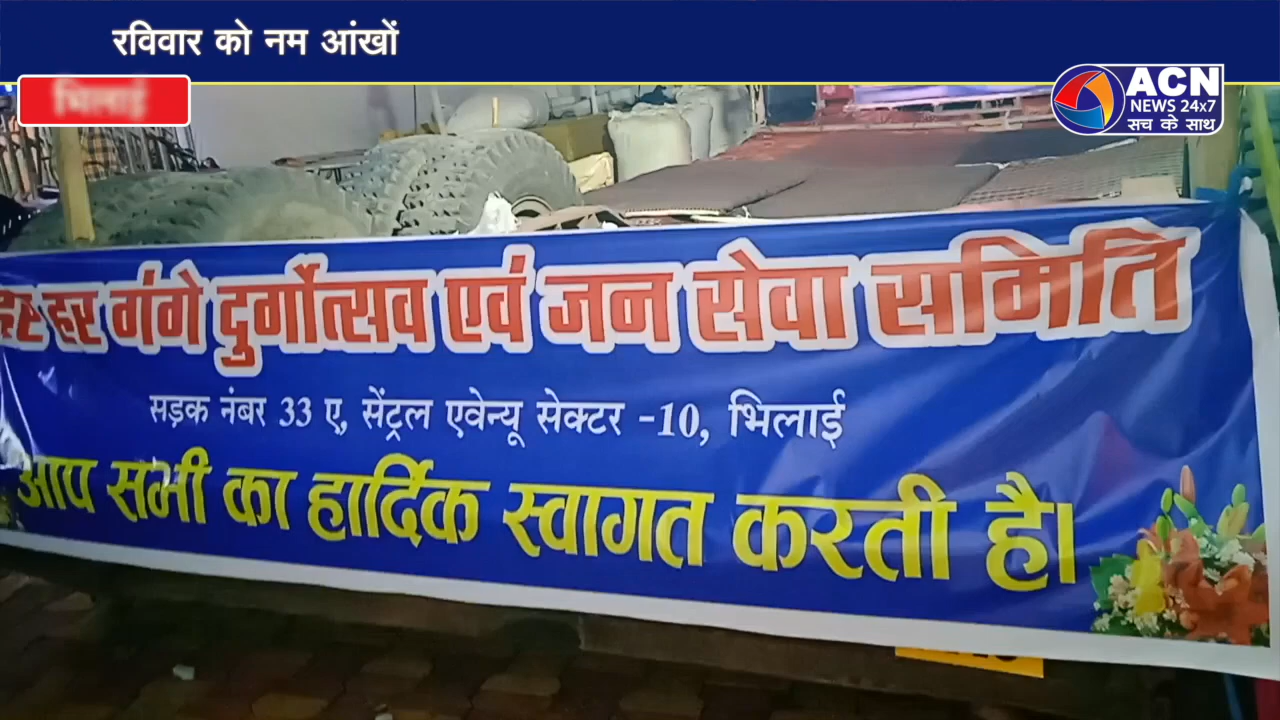 रविवार को नम आंखों
भिलाई
ACN
NEWS 24x7
सच के साथ
हर हर गंगे दुर्गोत्सव एवं जन सेवा समिति
सड़क नंबर 33 ए, सेंट्रल एवेन्यू सेक्टर -10, भिलाई
आप सभी का हार्दिक स्वागत करती है।